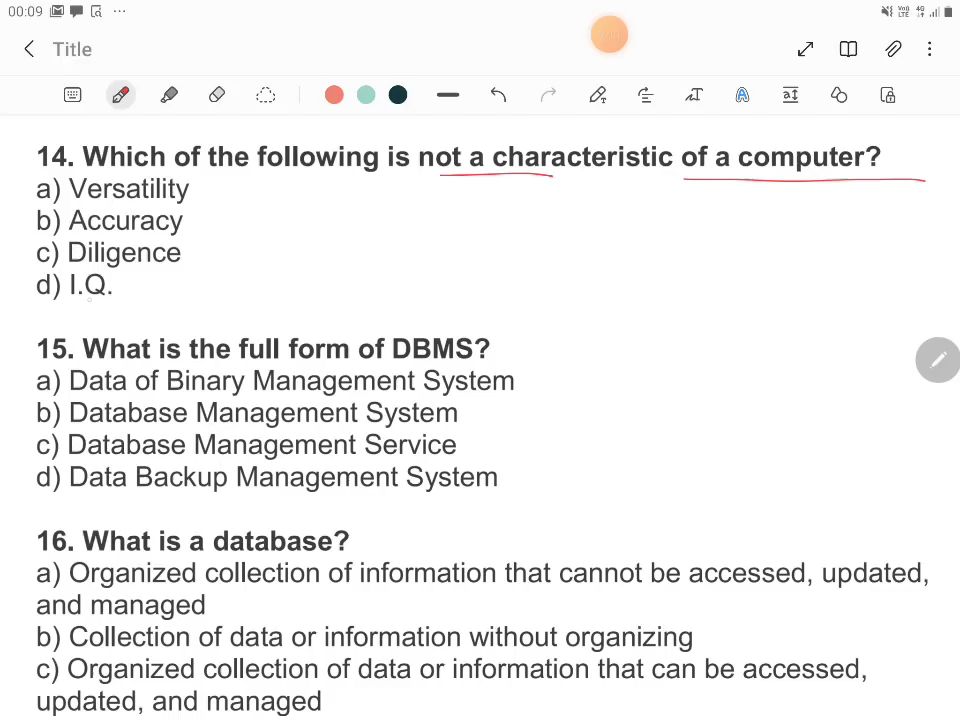 00:09
Title
14. Which of the following is not a characteristic of a computer?
a) Versatility
b) Accuracy
c) Diligence
d) I.Q.
15. What is the full form of DBMS?
a) Data of Binary Management System
b) Database Management System
c) Database Management Service
d) Data Backup Management System
16. What is a database?
a) Organized collection of information that cannot be accessed, updated,
and managed
b) Collection of data or information without organizing
c) Organized collection of data or information that can be accessed,
updated, and managed